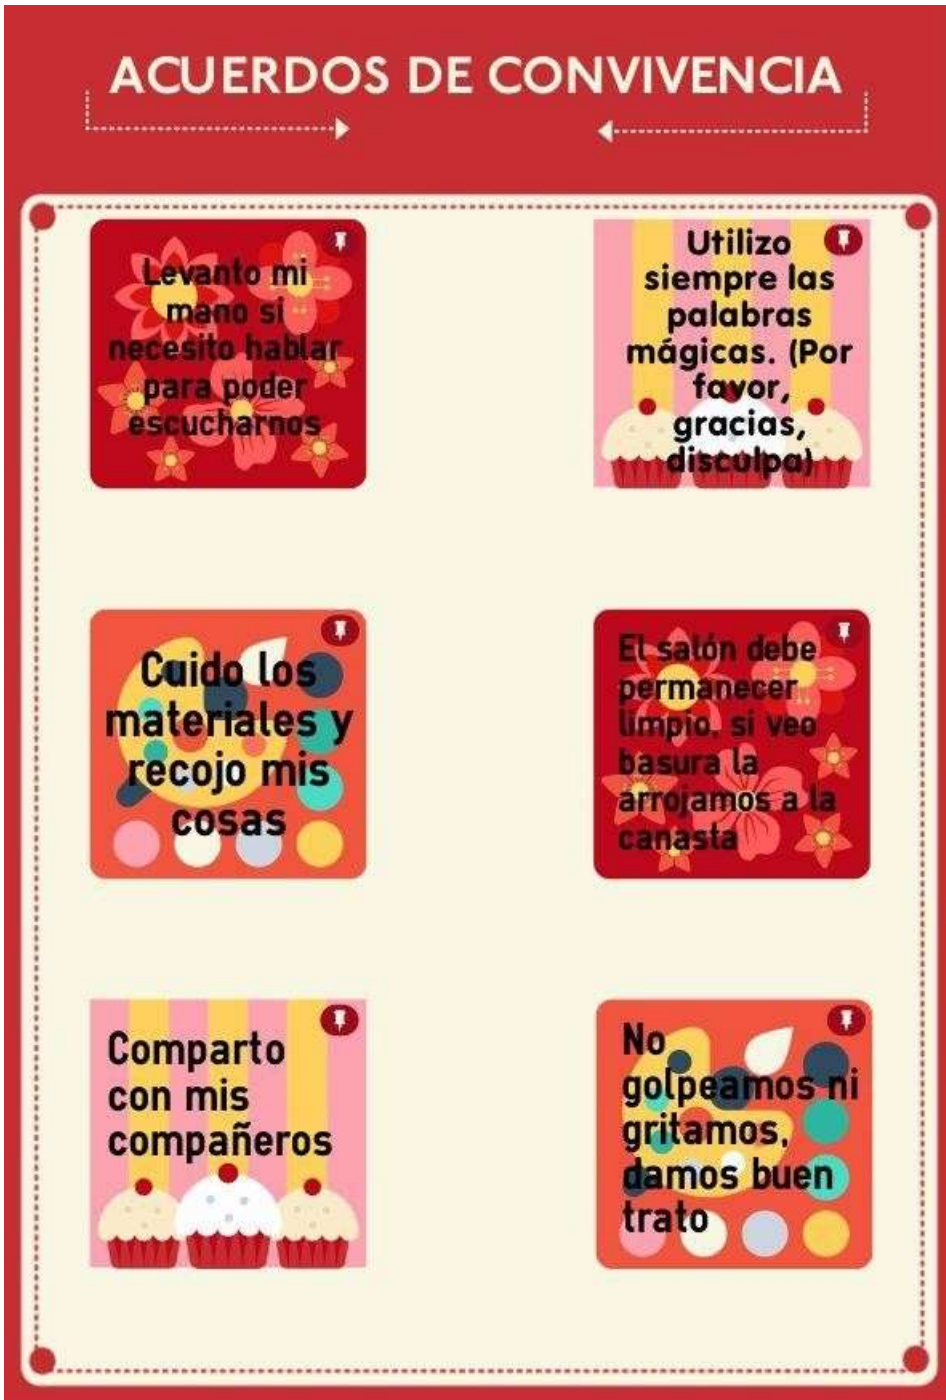 ACUERDOS DE CONVIVENCIA
Levanto mi
mano si
necesito hablar
para poder
escucharnos
Utilizo
siempre las
palabras
mágicas. (Por
favor,
gracias,
disculpa)
Cuido los
materiales y
recojo mis
cosas
El salón debe
permanecer
limpio, si veo
basura la
arrojamos a la
canasta
Comparto
con mis
compañeros
No
golpeamos ni
gritamos,
damos buen
trato